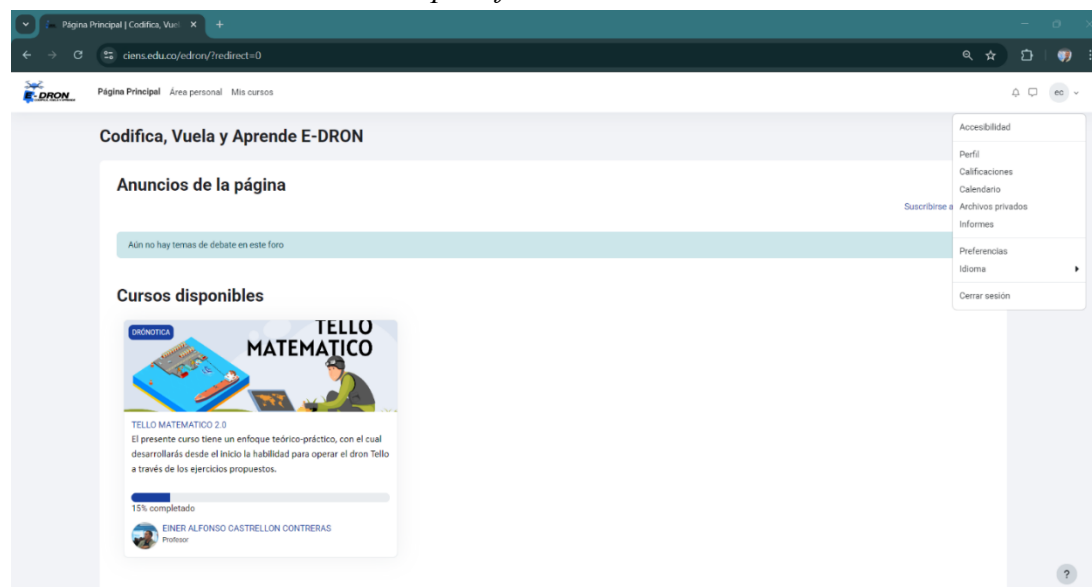 Página Principal | Codifica, Vuel
ciens.edu.co/edron/?redirect=0
E-DRON
Página Principal Área personal Mis cursos
ec
Codifica, Vuela y Aprende E-DRON
Accesibilidad
Perfil
Calificaciones
Calendario
Archivos privados
Informes
Preferencias
Idioma
Cerrar sesión
Anuncios de la página
Suscribirse a
Aún no hay temas de debate en este foro
Cursos disponibles
DRÓNOTICA
TELLO
MATEMATICO
TELLO MATEMATICO 2.0
El presente curso tiene un enfoque teórico-práctico, con el cual
desarrollarás desde el inicio la habilidad para operar el dron Tello
a través de los ejercicios propuestos.
15% completado
EINER ALFONSO CASTRELLON CONTRERAS
Profesor
?